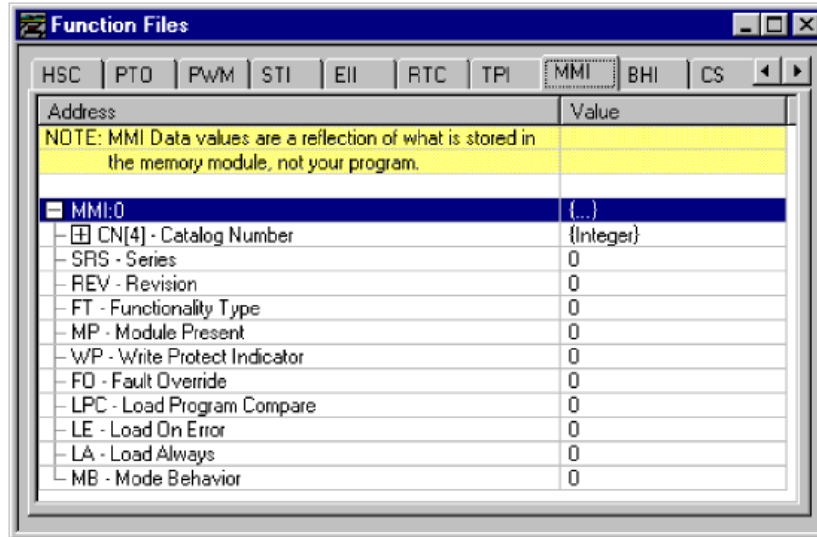 Function Files
HSC PTO PWM STI EII RTC TPI MMI BHI CS
Address Value
NOTE: MMI Data values are a reflection of what is stored in
the memory module, not your program.
MMI:0 {...}
CN[4] - Catalog Number {Integer}
SRS - Series 0
REV - Revision 0
FT - Functionality Type 0
MP - Module Present 0
WP - Write Protect Indicator 0
FO - Fault Override 0
LPC - Load Program Compare 0
LE - Load On Error 0
LA - Load Always 0
MB - Mode Behavior 0